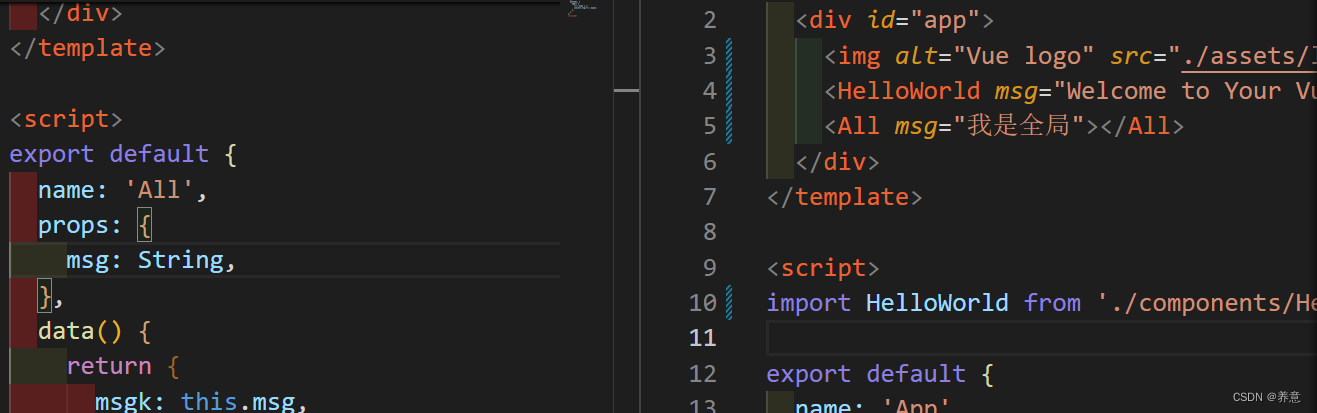 </div>
</template>
<script>
export default {
name: 'All',
props: {
msg: String,
},
data() {
return {
msgk: this.msg,
2 <div id="app">
3 <img alt="Vue logo" src="./assets/
4 <HelloWorld msg="Welcome to Your Vu
5 <All msg="我是全局"></All>
6 </div>
7 </template>
8
9 <script>
10 import HelloWorld from './components/He
11
12 export default {
13 name: 'App'
CSDN @养意